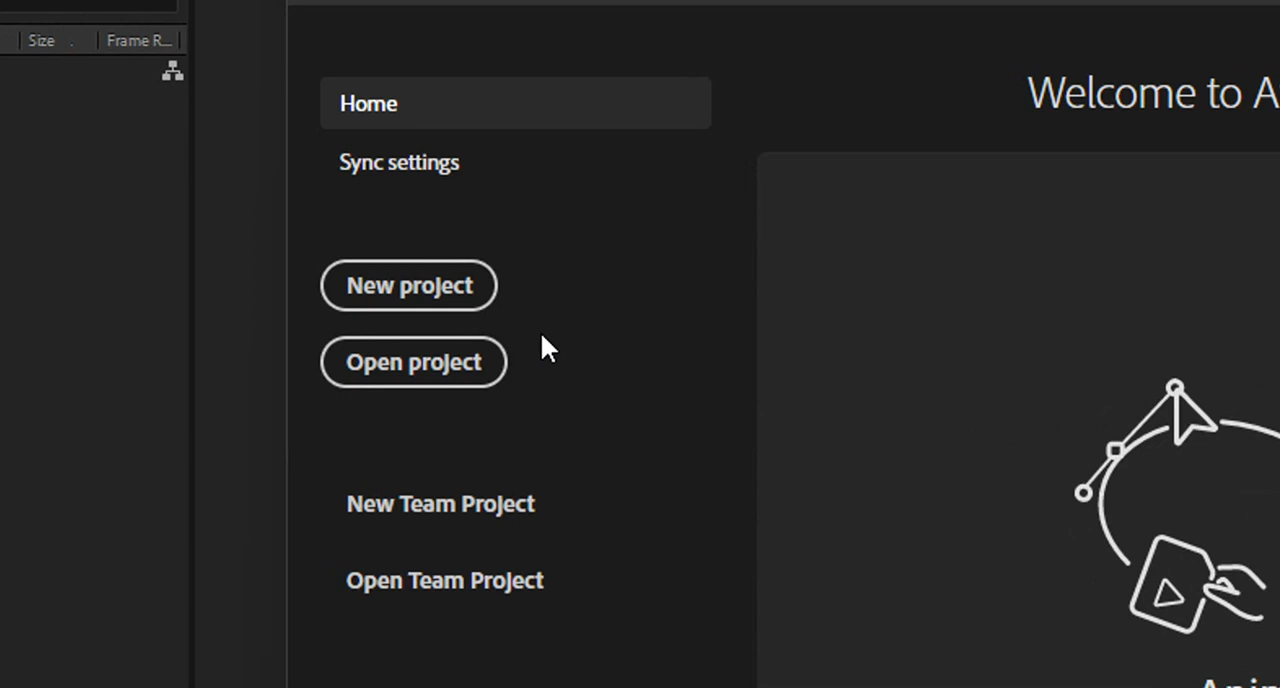 Size
Frame R...
Home
Welcome to A
Sync settings
New project
Open project
New Team Project
Open Team Project